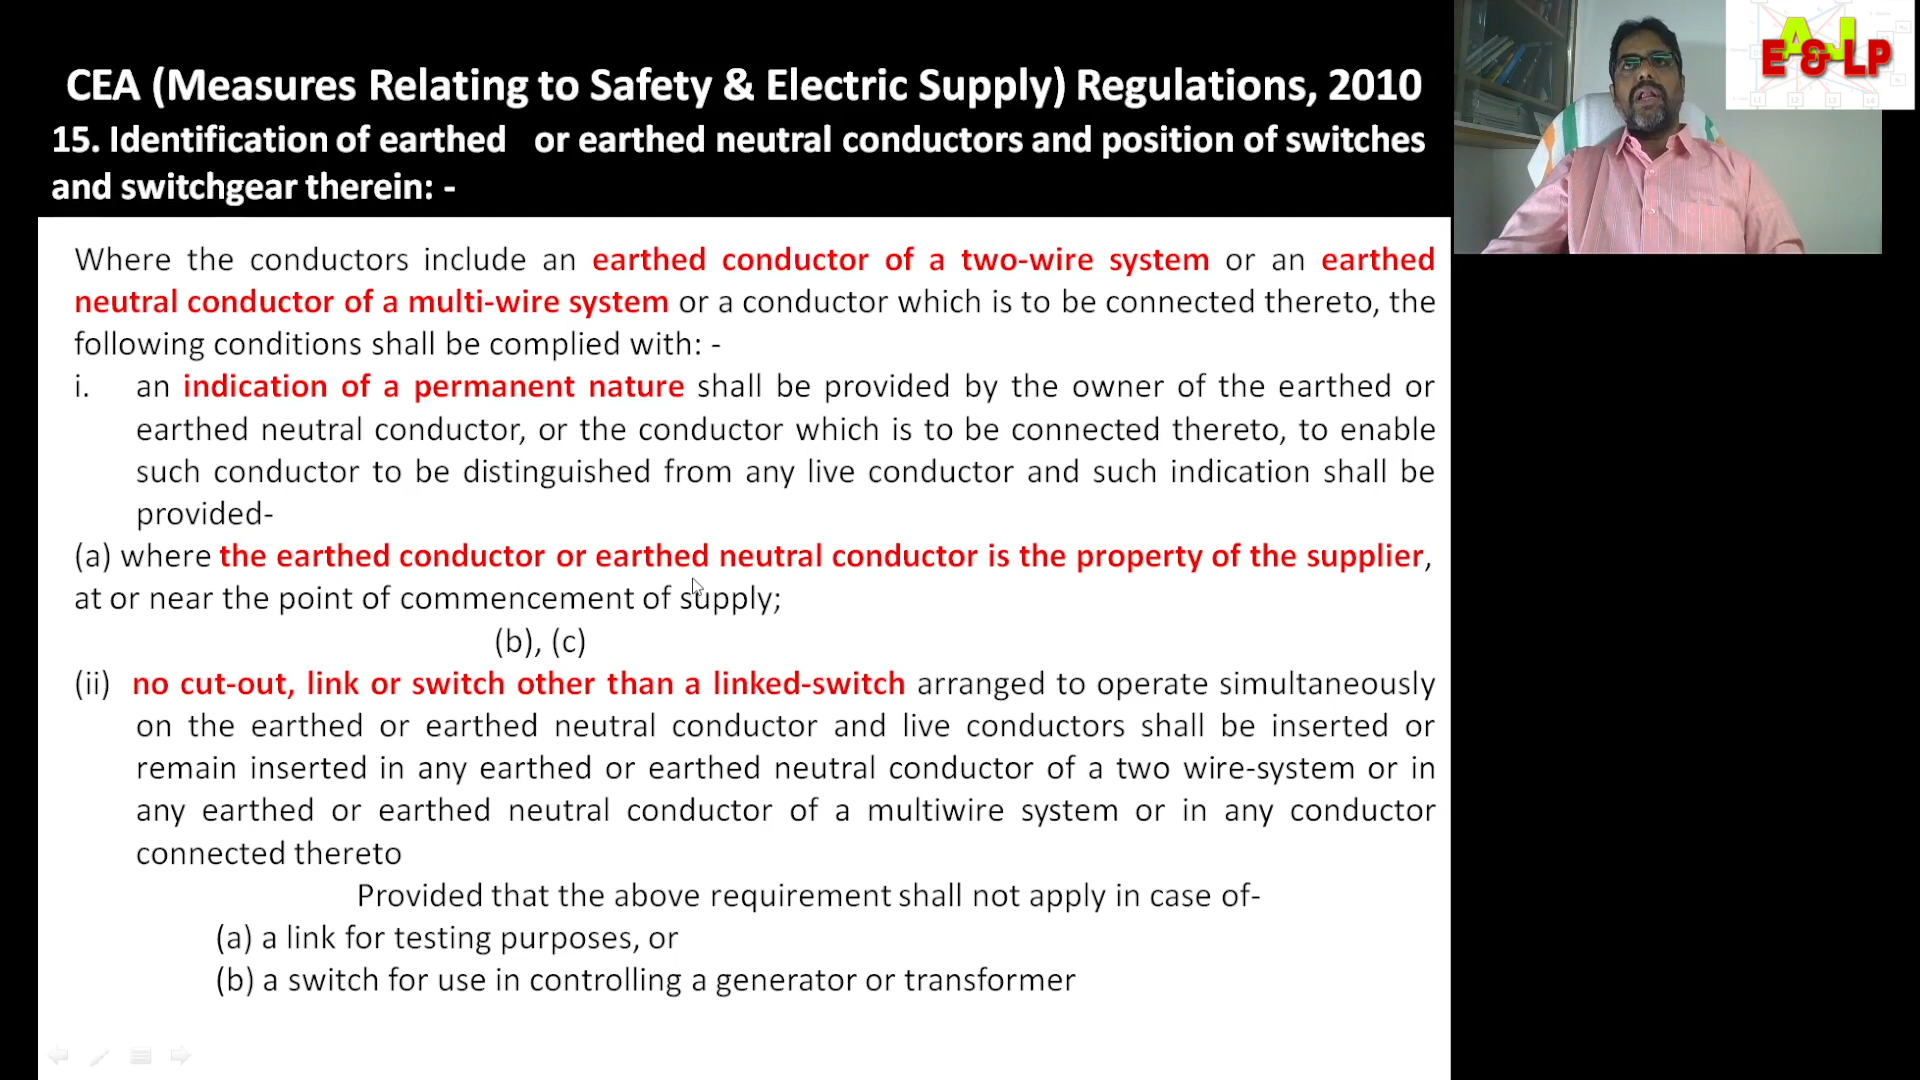 CEA (Measures Relating to Safety & Electric Supply) Regulations, 2010
15. Identification of earthed or earthed neutral conductors and position of switches
and switchgear therein: -
Where the conductors include an earthed conductor of a two-wire system or an earthed
neutral conductor of a multi-wire system or a conductor which is to be connected thereto, the
following conditions shall be complied with: -
i. an indication of a permanent nature shall be provided by the owner of the earthed or
earthed neutral conductor, or the conductor which is to be connected thereto, to enable
such conductor to be distinguished from any live conductor and such indication shall be
provided-
(a) where the earthed conductor or earthed neutral conductor is the property of the supplier,
at or near the point of commencement of supply;
(b), (c)
(ii) no cut-out, link or switch other than a linked-switch arranged to operate simultaneously
on the earthed or earthed neutral conductor and live conductors shall be inserted or
remain inserted in any earthed or earthed neutral conductor of a two wire-system or in
any earthed or earthed neutral conductor of a multiwire system or in any conductor
connected thereto
Provided that the above requirement shall not apply in case of-
(a) a link for testing purposes, or
(b) a switch for use in controlling a generator or transformer
AJ
E & LP